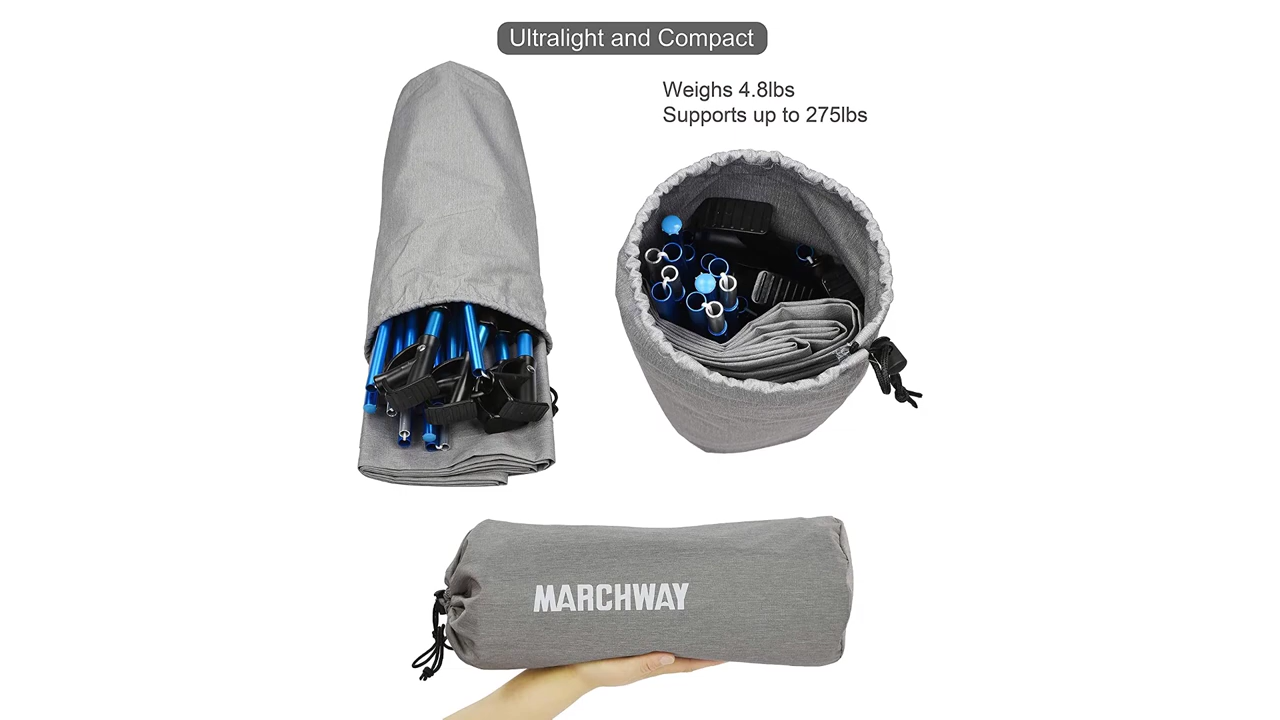 Ultralight and Compact
Weighs 4.8lbs
Supports up to 275lbs
MARCHWAY